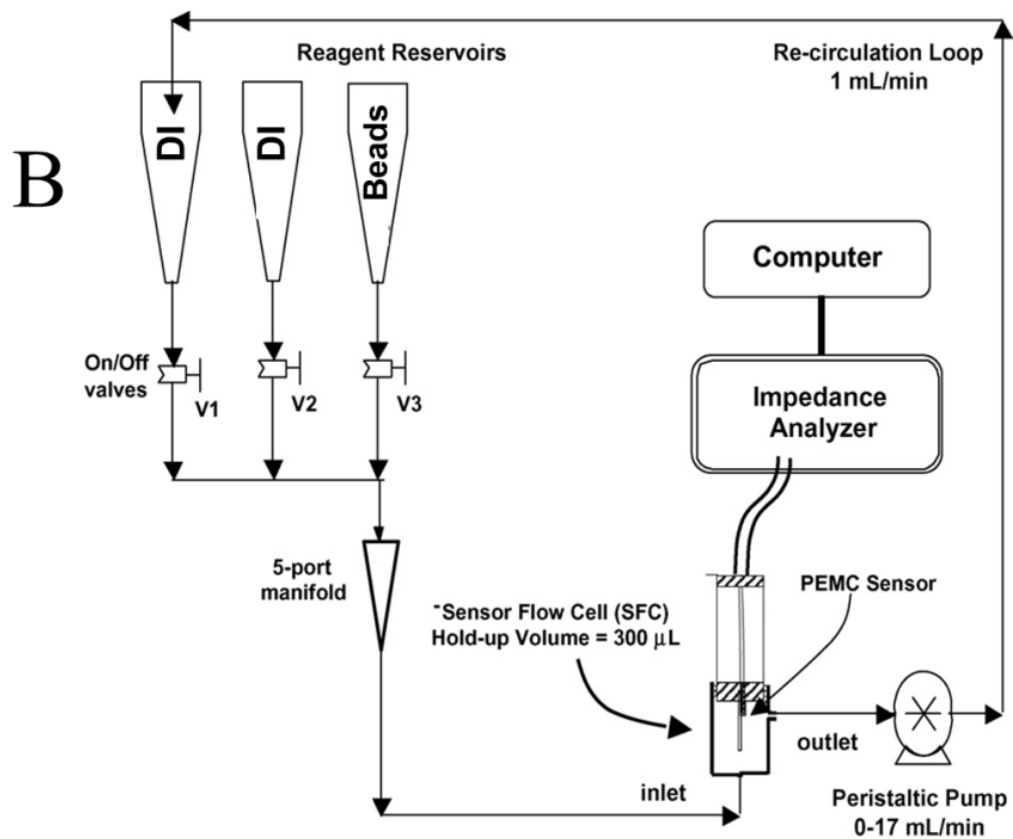 Reagent Reservoirs
Re-circulation Loop
1 mL/min
B
DI
DI
Beads
Computer
On/Off
valves
V1
V2
V3
Impedance
Analyzer
5-port
manifold
PEMC Sensor
Sensor Flow Cell (SFC)
Hold-up Volume = 300 μL
outlet
inlet
Peristaltic Pump
0-17 mL/min